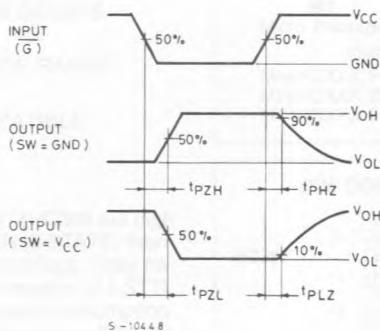 INPUT
(G)
50%
50%
VCC
GND
OUTPUT
(SW = GND)
50%
90%
VOH
VOL
tPZH
tPHZ
OUTPUT
(SW = VCC)
50%
10%
VOH
VOL
tPZL
tPLZ
S-10448